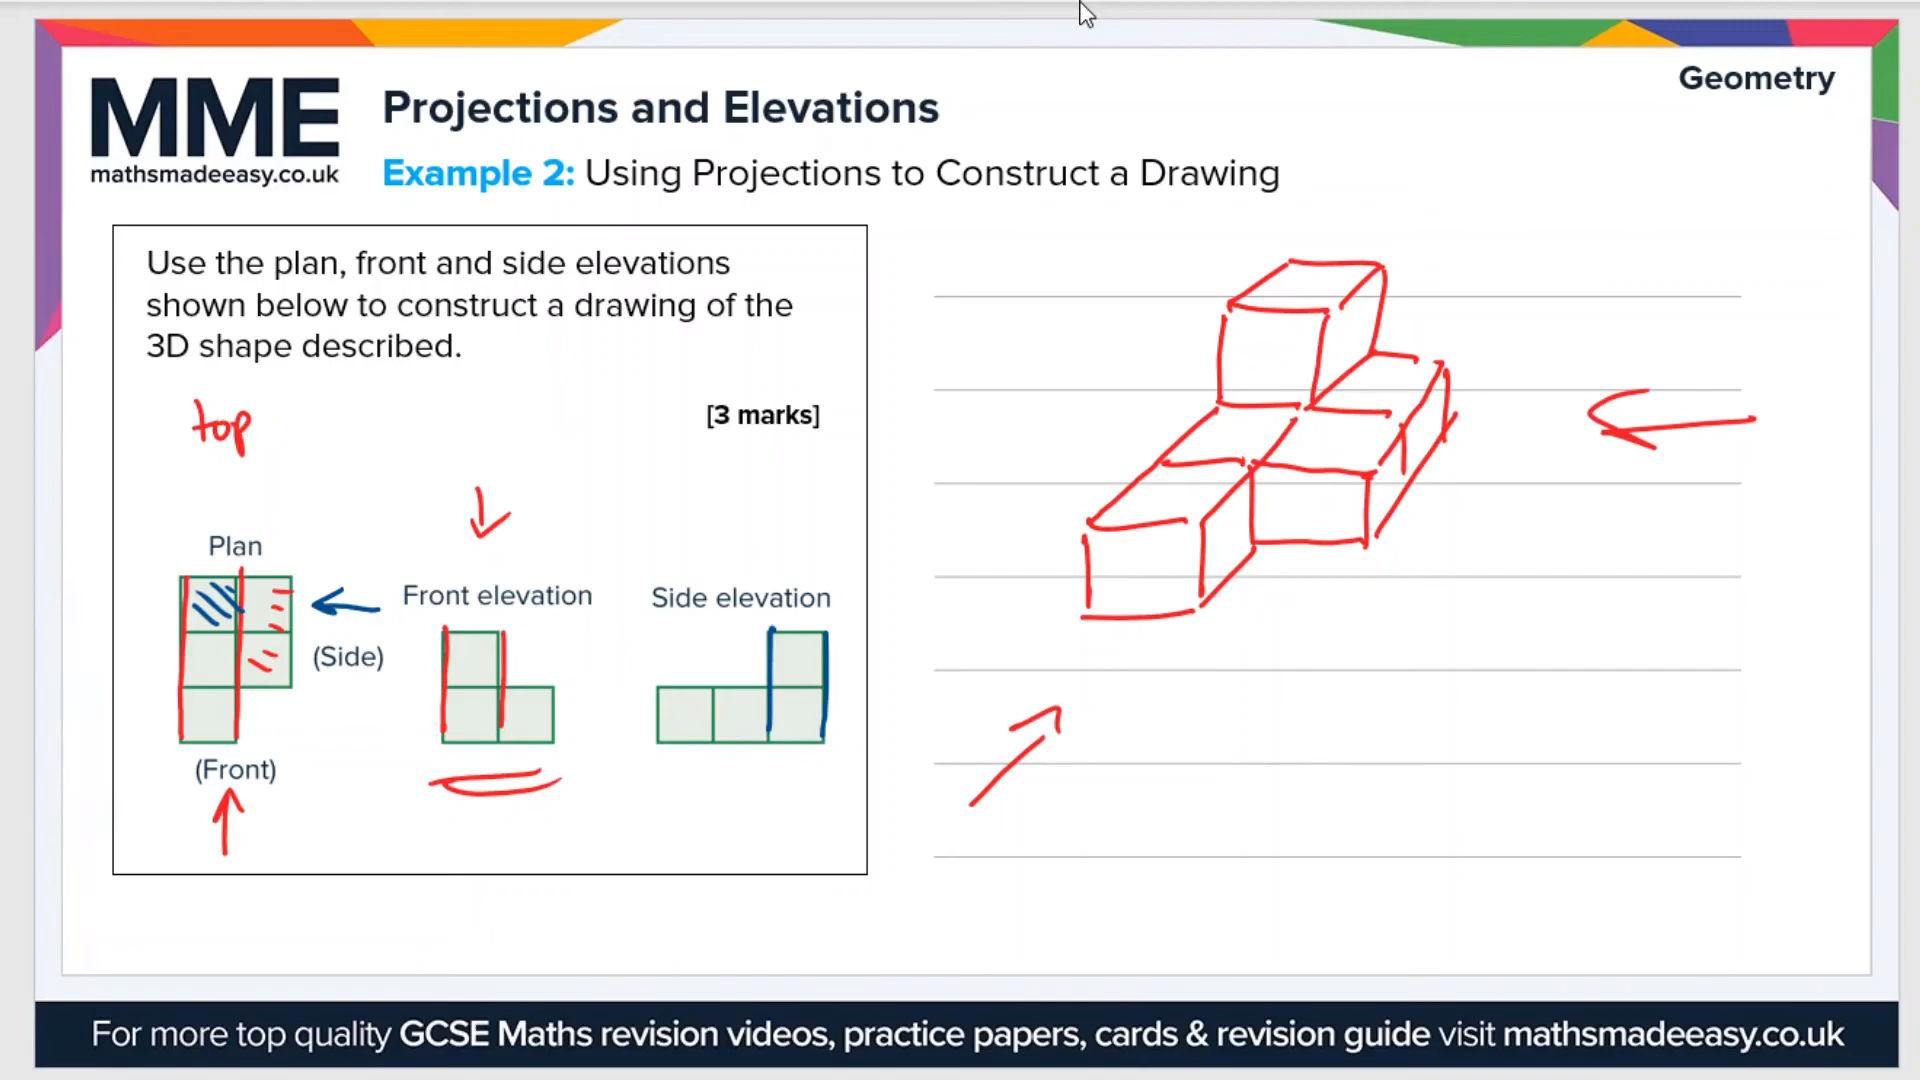 MME
mathsmadeeasy.co.uk
Projections and Elevations
Geometry
Example 2: Using Projections to Construct a Drawing
Use the plan, front and side elevations
shown below to construct a drawing of the
3D shape described.
[3 marks]
top
Plan
Front elevation
Side elevation
(Side)
(Front)
For more top quality GCSE Maths revision videos, practice papers, cards & revision guide visit mathsmadeeasy.co.uk